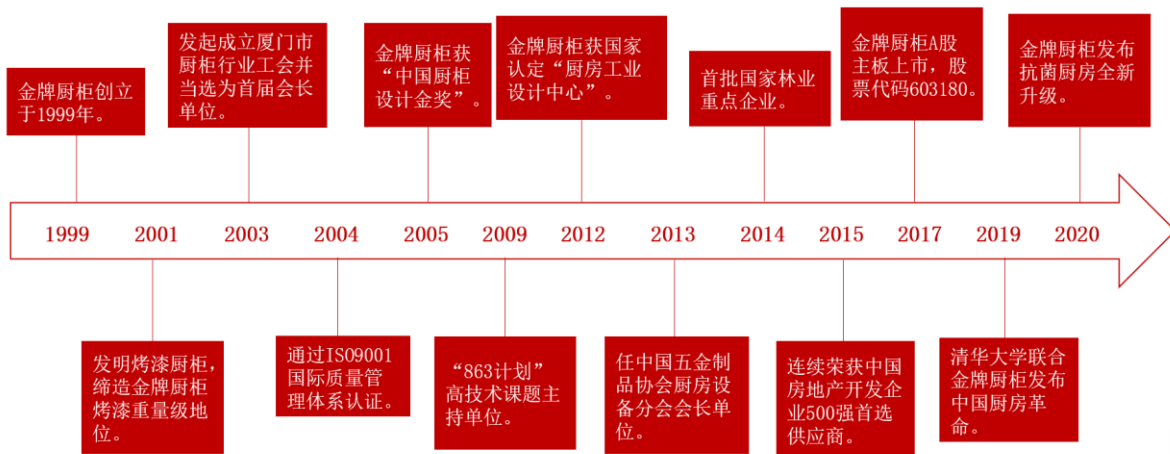 金牌厨柜创立
于1999年。
发起成立厦门市
厨柜行业工会并
当选为首届会长
单位。
金牌厨柜获
“中国厨柜
设计金奖”。
金牌厨柜获国家
认定“厨房工业
设计中心”。
首批国家林业
重点企业。
金牌厨柜A股
主板上市，股
票代码603180。
金牌厨柜发布
抗菌厨房全新
升级。
1999 2001 2003 2004 2005 2009 2012 2013 2014 2015 2017 2019 2020
发明烤漆厨柜，
缔造金牌厨柜
烤漆重量级地
位。
通过ISO9001
国际质量管
理体系认证。
“863计划”
高技术课题主
持单位。
任中国五金制
品协会厨房设
备分会会长单
位。
连续荣获中国
房地产开发企
业500强首选
供应商。
清华大学联合
金牌厨柜发布
中国厨房革
命。